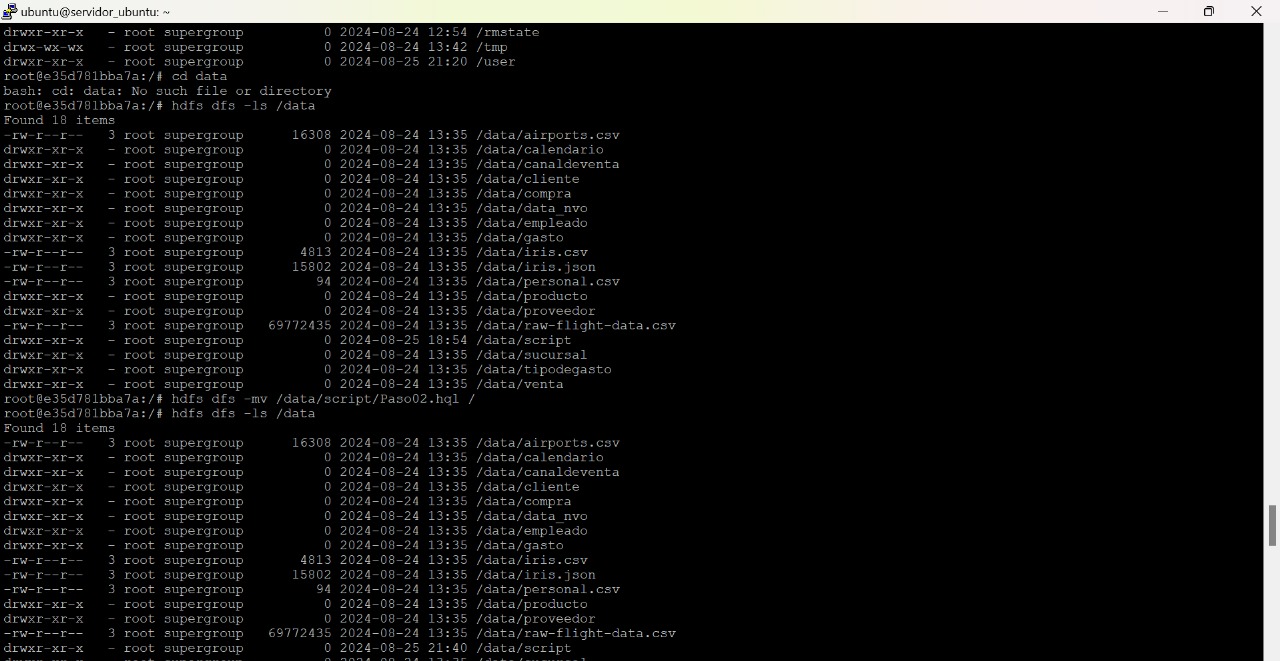 ubuntu@servidor_ubuntu: ~
drwxr-xr-x   - root supergroup          0 2024-08-24 12:54 /rmstate
drwx-wx-wx   - root supergroup          0 2024-08-24 13:42 /tmp
drwxr-xr-x   - root supergroup          0 2024-08-25 21:20 /user
root@e35d781bba7a:/# cd data
bash: cd: data: No such file or directory
root@e35d781bba7a:/# hdfs dfs -ls /data
Found 18 items
-rw-r--r--   3 root supergroup      16308 2024-08-24 13:35 /data/airports.csv
drwxr-xr-x   - root supergroup          0 2024-08-24 13:35 /data/calendario
drwxr-xr-x   - root supergroup          0 2024-08-24 13:35 /data/canaldeventa
drwxr-xr-x   - root supergroup          0 2024-08-24 13:35 /data/cliente
drwxr-xr-x   - root supergroup          0 2024-08-24 13:35 /data/compra
drwxr-xr-x   - root supergroup          0 2024-08-24 13:35 /data/data_nvo
drwxr-xr-x   - root supergroup          0 2024-08-24 13:35 /data/empleado
drwxr-xr-x   - root supergroup          0 2024-08-24 13:35 /data/gasto
-rw-r--r--   3 root supergroup       4813 2024-08-24 13:35 /data/iris.csv
-rw-r--r--   3 root supergroup      15802 2024-08-24 13:35 /data/iris.json
-rw-r--r--   3 root supergroup         94 2024-08-24 13:35 /data/personal.csv
drwxr-xr-x   - root supergroup          0 2024-08-24 13:35 /data/producto
drwxr-xr-x   - root supergroup          0 2024-08-24 13:35 /data/proveedor
-rw-r--r--   3 root supergroup   69772435 2024-08-24 13:35 /data/raw-flight-data.csv
drwxr-xr-x   - root supergroup          0 2024-08-25 18:54 /data/script
drwxr-xr-x   - root supergroup          0 2024-08-24 13:35 /data/sucursal
drwxr-xr-x   - root supergroup          0 2024-08-24 13:35 /data/tipodegasto
drwxr-xr-x   - root supergroup          0 2024-08-24 13:35 /data/venta
root@e35d781bba7a:/# hdfs dfs -mv /data/script/Paso02.hql /
root@e35d781bba7a:/# hdfs dfs -ls /data
Found 18 items
-rw-r--r--   3 root supergroup      16308 2024-08-24 13:35 /data/airports.csv
drwxr-xr-x   - root supergroup          0 2024-08-24 13:35 /data/calendario
drwxr-xr-x   - root supergroup          0 2024-08-24 13:35 /data/canaldeventa
drwxr-xr-x   - root supergroup          0 2024-08-24 13:35 /data/cliente
drwxr-xr-x   - root supergroup          0 2024-08-24 13:35 /data/compra
drwxr-xr-x   - root supergroup          0 2024-08-24 13:35 /data/data_nvo
drwxr-xr-x   - root supergroup          0 2024-08-24 13:35 /data/empleado
drwxr-xr-x   - root supergroup          0 2024-08-24 13:35 /data/gasto
-rw-r--r--   3 root supergroup       4813 2024-08-24 13:35 /data/iris.csv
-rw-r--r--   3 root supergroup      15802 2024-08-24 13:35 /data/iris.json
-rw-r--r--   3 root supergroup         94 2024-08-24 13:35 /data/personal.csv
drwxr-xr-x   - root supergroup          0 2024-08-24 13:35 /data/producto
drwxr-xr-x   - root supergroup          0 2024-08-24 13:35 /data/proveedor
-rw-r--r--   3 root supergroup   69772435 2024-08-24 13:35 /data/raw-flight-data.csv
drwxr-xr-x   - root supergroup          0 2024-08-25 21:40 /data/script